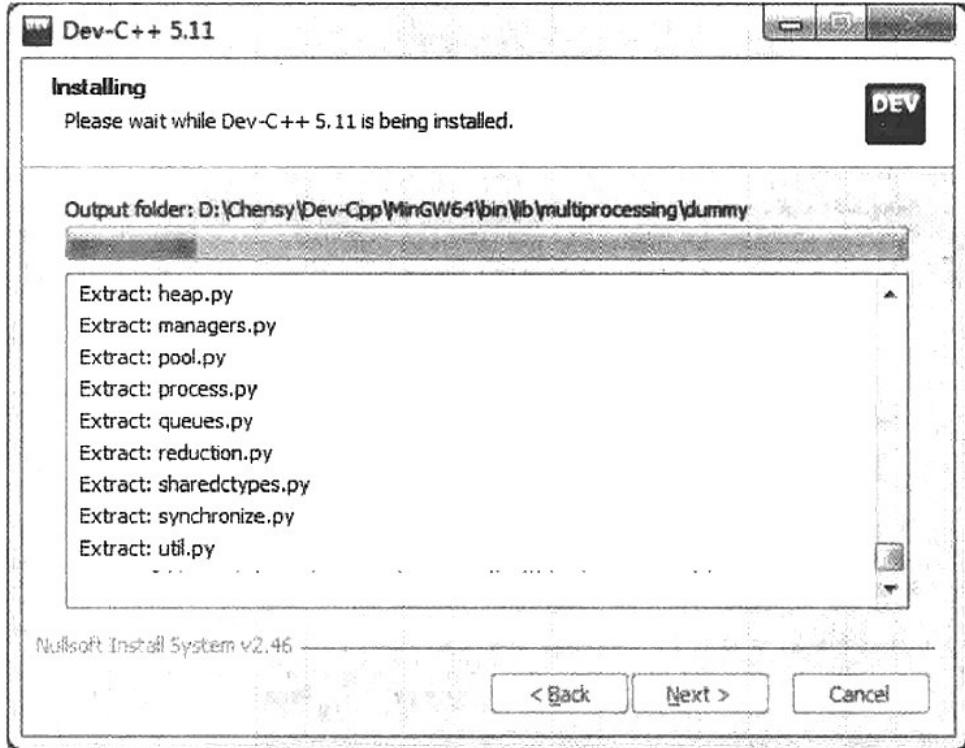 Dev-C++ 5.11
Installing
Please wait while Dev-C++ 5.11 is being installed.
DEV
Output folder: D:\Chensy\Dev-Cpp\MinGW64\bin\lib\multiprocessing\dummy
Extract: heap.py
Extract: managers.py
Extract: pool.py
Extract: process.py
Extract: queues.py
Extract: reduction.py
Extract: sharedctypes.py
Extract: synchronize.py
Extract: util.py
Nullsoft Install System v2.46
< Back
Next >
Cancel